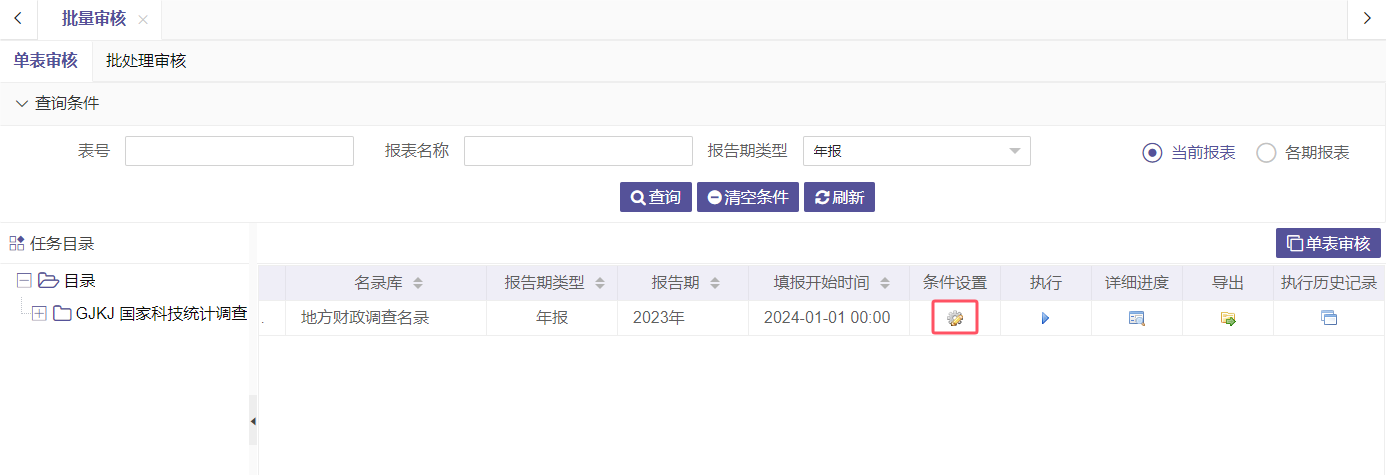 批量审核
单表审核 批处理审核
查询条件
表号 报表名称 报告期类型 年报 当前报表 各期报表
查询 清空条件 刷新
任务目录 单表审核
目录
GJKJ 国家科技统计调查
名录库 报告期类型 报告期 填报开始时间 条件设置 执行 详细进度 导出 执行历史记录
. 地方财政调查名录 年报 2023年 2024-01-01 00:00